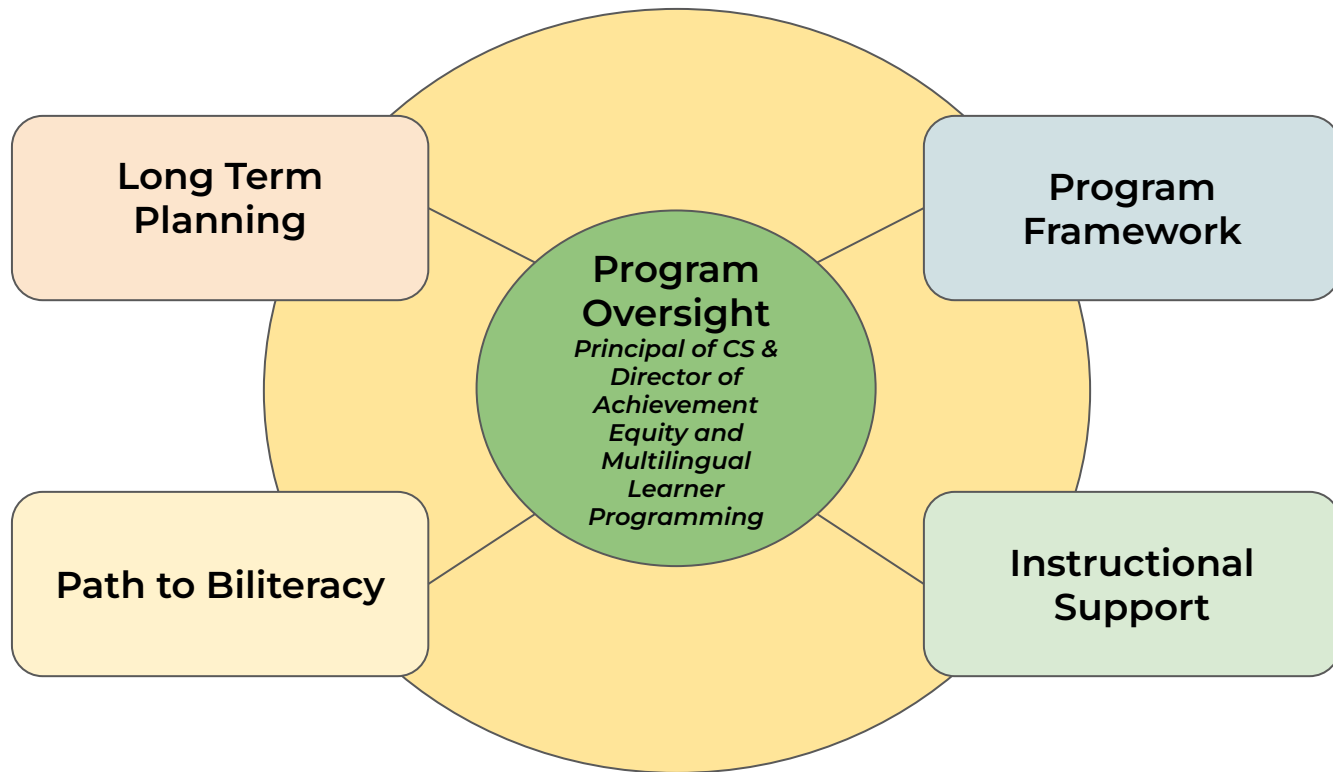 Long Term
Planning
Program
Framework
Program
Oversight
Principal of CS &
Director of
Achievement
Equity and
Multilingual
Learner
Programming
Path to Biliteracy
Instructional
Support